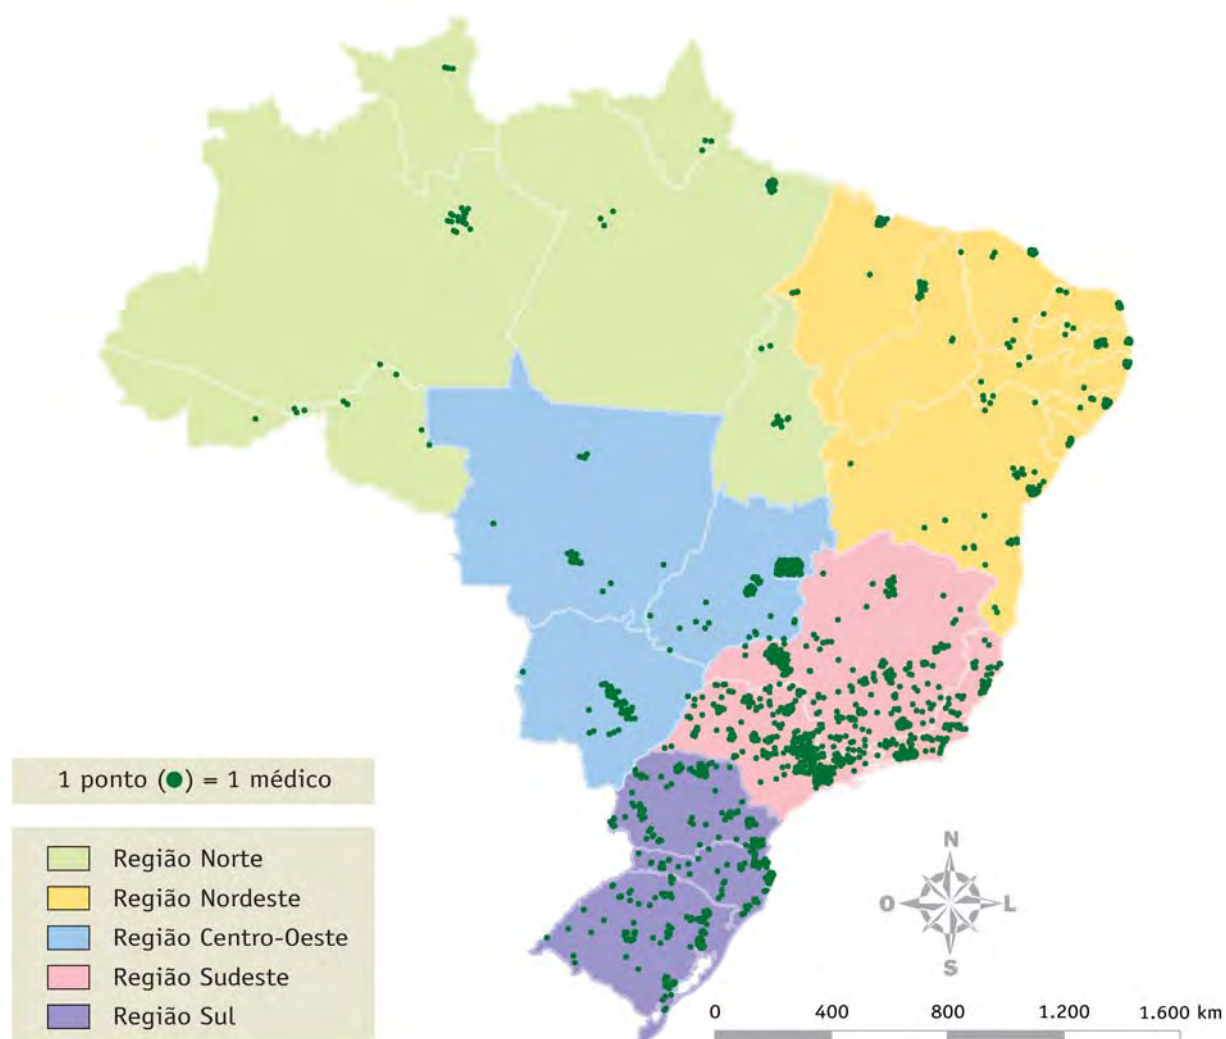 1 ponto (●) = 1 médico
Região Norte
Região Nordeste
Região Centro-Oeste
Região Sudeste
Região Sul
N
O
L
S
0 400 800 1.200 1.600 km